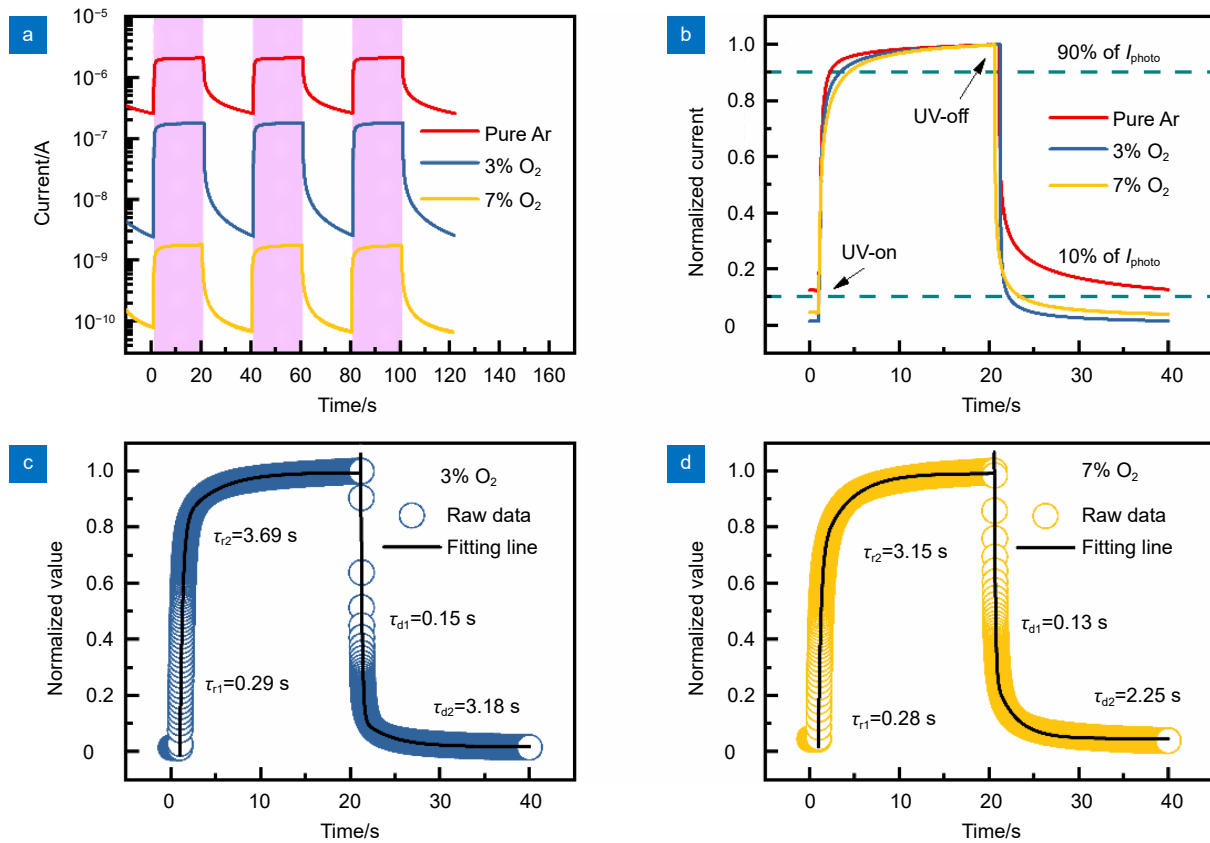 a
10⁻⁵
10⁻⁶
10⁻⁷
10⁻⁸
10⁻⁹
10⁻¹⁰
Current/A
Pure Ar
3% O₂
7% O₂
0 20 40 60 80 100 120 140 160
Time/s
b
1.0
0.8
0.6
0.4
0.2
0
Normalized current
90% of I_photo
UV-off
Pure Ar
3% O₂
7% O₂
UV-on
10% of I_photo
0 10 20 30 40
Time/s
c
1.0
0.8
0.6
0.4
0.2
0
Normalized value
3% O₂
Raw data
Fitting line
τr2=3.69 s
τd1=0.15 s
τr1=0.29 s
τd2=3.18 s
0 10 20 30 40
Time/s
d
1.0
0.8
0.6
0.4
0.2
0
Normalized value
7% O₂
Raw data
Fitting line
τr2=3.15 s
τd1=0.13 s
τr1=0.28 s
τd2=2.25 s
0 10 20 30 40
Time/s